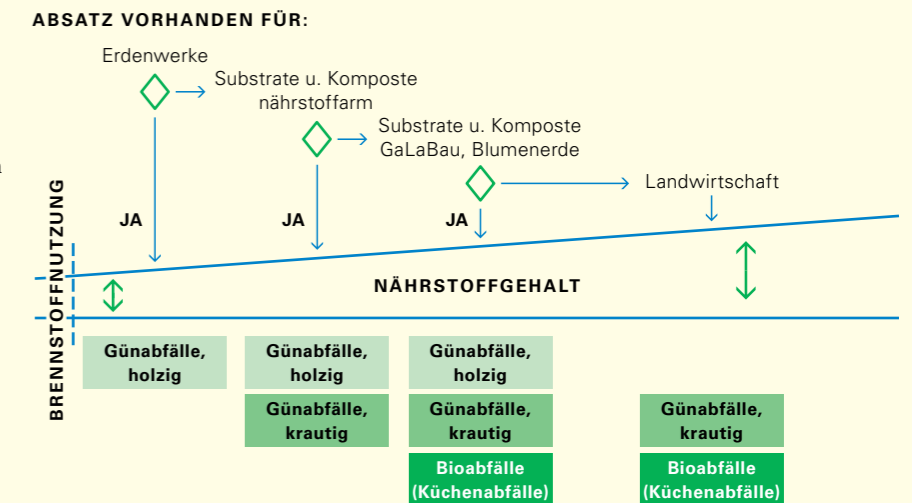 ABSATZ VORHANDEN FÜR:
Erdenwerke
Substrate u. Komposte
nährstoffarm
Substrate u. Komposte
GaLaBau, Blumenerde
Landwirtschaft
JA
JA
JA
BRENNSTOFFNUTZUNG
NÄHRSTOFFGEHALT
Günabfälle,
holzig
Günabfälle,
holzig
Günabfälle,
holzig
Günabfälle,
krautig
Günabfälle,
krautig
Günabfälle,
krautig
Bioabfälle
(Küchenabfälle)
Bioabfälle
(Küchenabfälle)